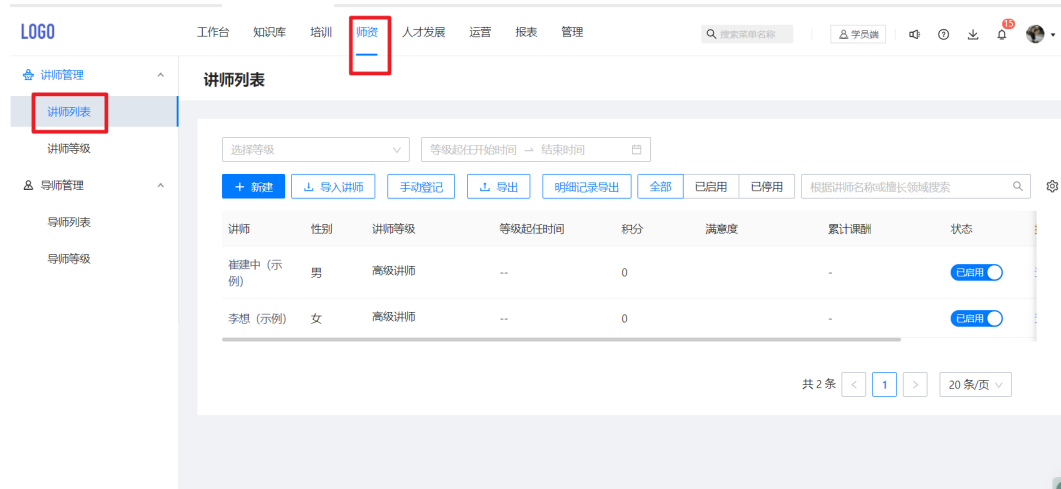 LOGO 工作台 知识库 培训 师资 人才发展 运营 报表 管理 搜索菜单名称 学员端 15
讲师管理
讲师列表
讲师等级
导师管理
导师列表
导师等级
讲师列表
选择等级 等级起任开始时间 → 结束时间
+ 新建 导入讲师 手动登记 导出 明细记录导出 全部 已启用 已停用 根据讲师名称或擅长领域搜索
讲师 性别 讲师等级 等级起任时间 积分 满意度 累计课酬 状态
崔建中（示
例） 男 高级讲师 -- 0 - 已启用
李想（示例） 女 高级讲师 -- 0 - 已启用
共 2 条 < 1 > 20 条/页